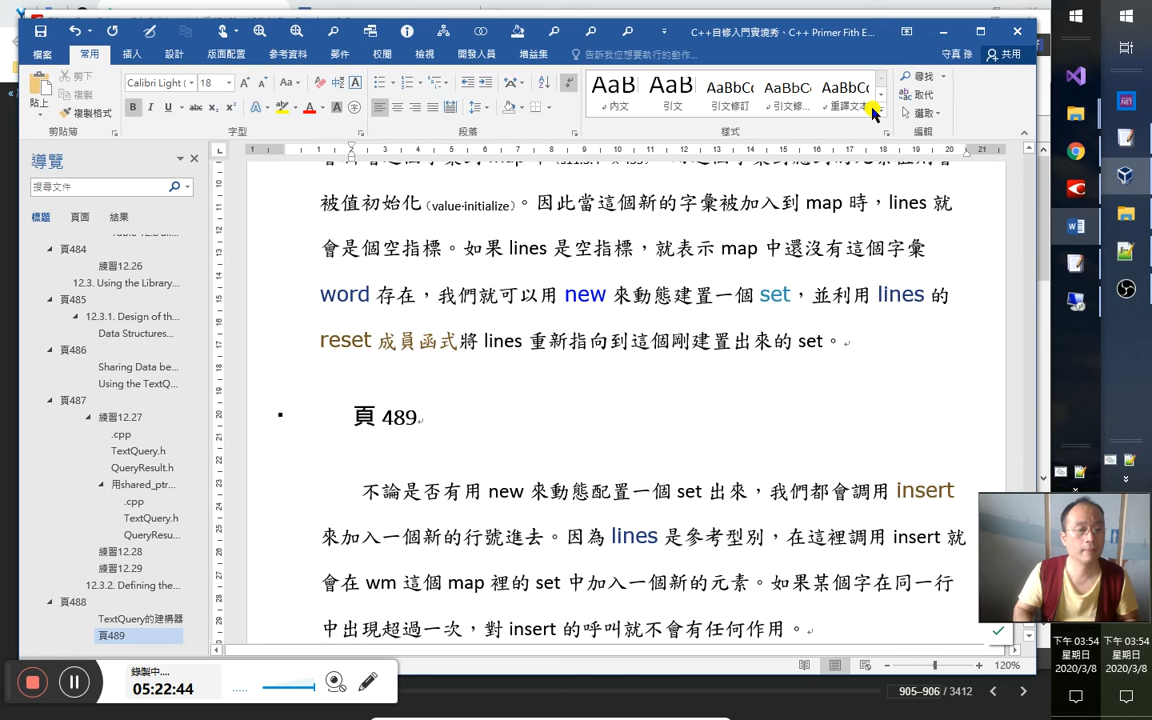 C++自修入門實境秀、C++ Primer Fith E...
檔案 常用 插入 設計 版面配置 參考資料 郵件 校閱 檢視 開發人員 增益集 告訴我您想要執行的動作... 守真 孫 共用
貼上 剪下 複製 複製格式
Calibri Light ( 18
AaB AaB AaBbCc AaBbCc AaBbCc
內文 引文 引文修訂 引文修... 重譯文本
尋找 取代 選取
剪貼簿 字型 段落 樣式 編輯
導覽
搜尋文件
標題 頁面 結果
頁484
練習12.26
12.3. Using the Library...
頁485
12.3.1. Design of th...
Data Structures...
頁486
Sharing Data be...
Using the TextQ...
頁487
練習12.27
.cpp
TextQuery.h
QueryResult.h
用shared_ptr...
.cpp
TextQuery.h
QueryResu...
練習12.28
練習12.29
12.3.2. Defining the...
頁488
TextQuery的建構器
頁489
被值初始化(value-initialize)。因此當這個新的字彙被加入到 map 時,lines 就
會是個空指標。如果 lines 是空指標,就表示 map 中還沒有這個字彙
word 存在,我們就可以用 new 來動態建置一個 set,並利用 lines 的
reset 成員函式將 lines 重新指向到這個剛建置出來的 set。
頁 489
不論是否有用 new 來動態配置一個 set 出來,我們都會調用 insert
來加入一個新的行號進去。因為 lines 是參考型別,在這裡調用 insert 就
會在 wm 這個 map 裡的 set 中加入一個新的元素。如果某個字在同一行
中出現超過一次,對 insert 的呼叫就不會有任何作用。
120%
錄製中....
05:22:44
905–906 / 3412
下午 03:54 下午 03:54
星期日 星期日
2020/3/8 2020/3/8